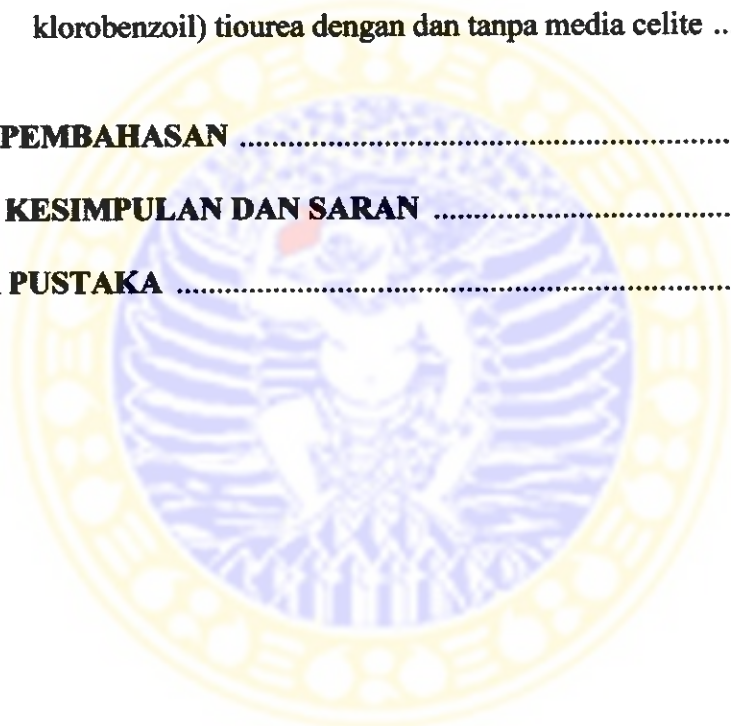 klorobenzoil) tiourea dengan dan tanpa media celite ..
PEMBAHASAN ................................................................
KESIMPULAN DAN SARAN ........................................
PUSTAKA ........................................................................